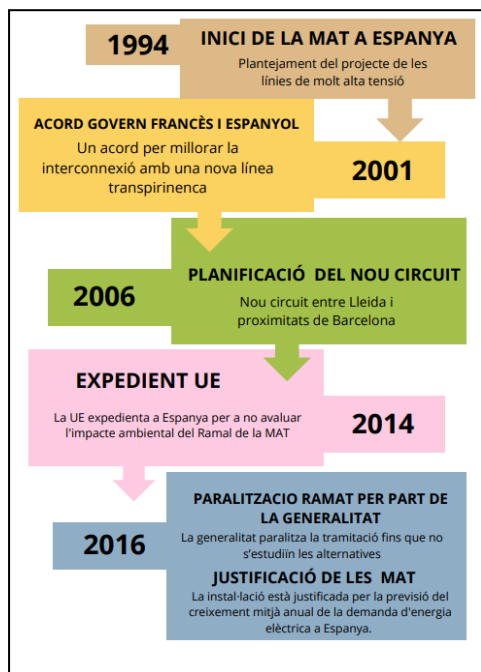 1994
INICI DE LA MAT A ESPANYA
Plantejament del projecte de les
línies de molt alta tensió
ACORD GOVERN FRANCÈS I ESPANYOL
Un acord per millorar la
interconnexió amb una nova línea
transpirinenca
2001
2006
PLANIFICACIÓ DEL NOU CIRCUIT
Nou circuit entre Lleida i
proximitats de Barcelona
EXPEDIENT UE
La UE expedienta a Espanya per a no avaluar
l'impacte ambiental del Ramal de la MAT
2014
2016
PARALITZACIO RAMAT PER PART DE
LA GENERALITAT
La generalitat paralitza la tramitació fins que no
s'estudiïn les alternatives
JUSTIFICACIÓ DE LES MAT
La instal·lació està justificada per la previsió del
creixement mitjà anual de la demanda d'energia
elèctrica a Espanya.